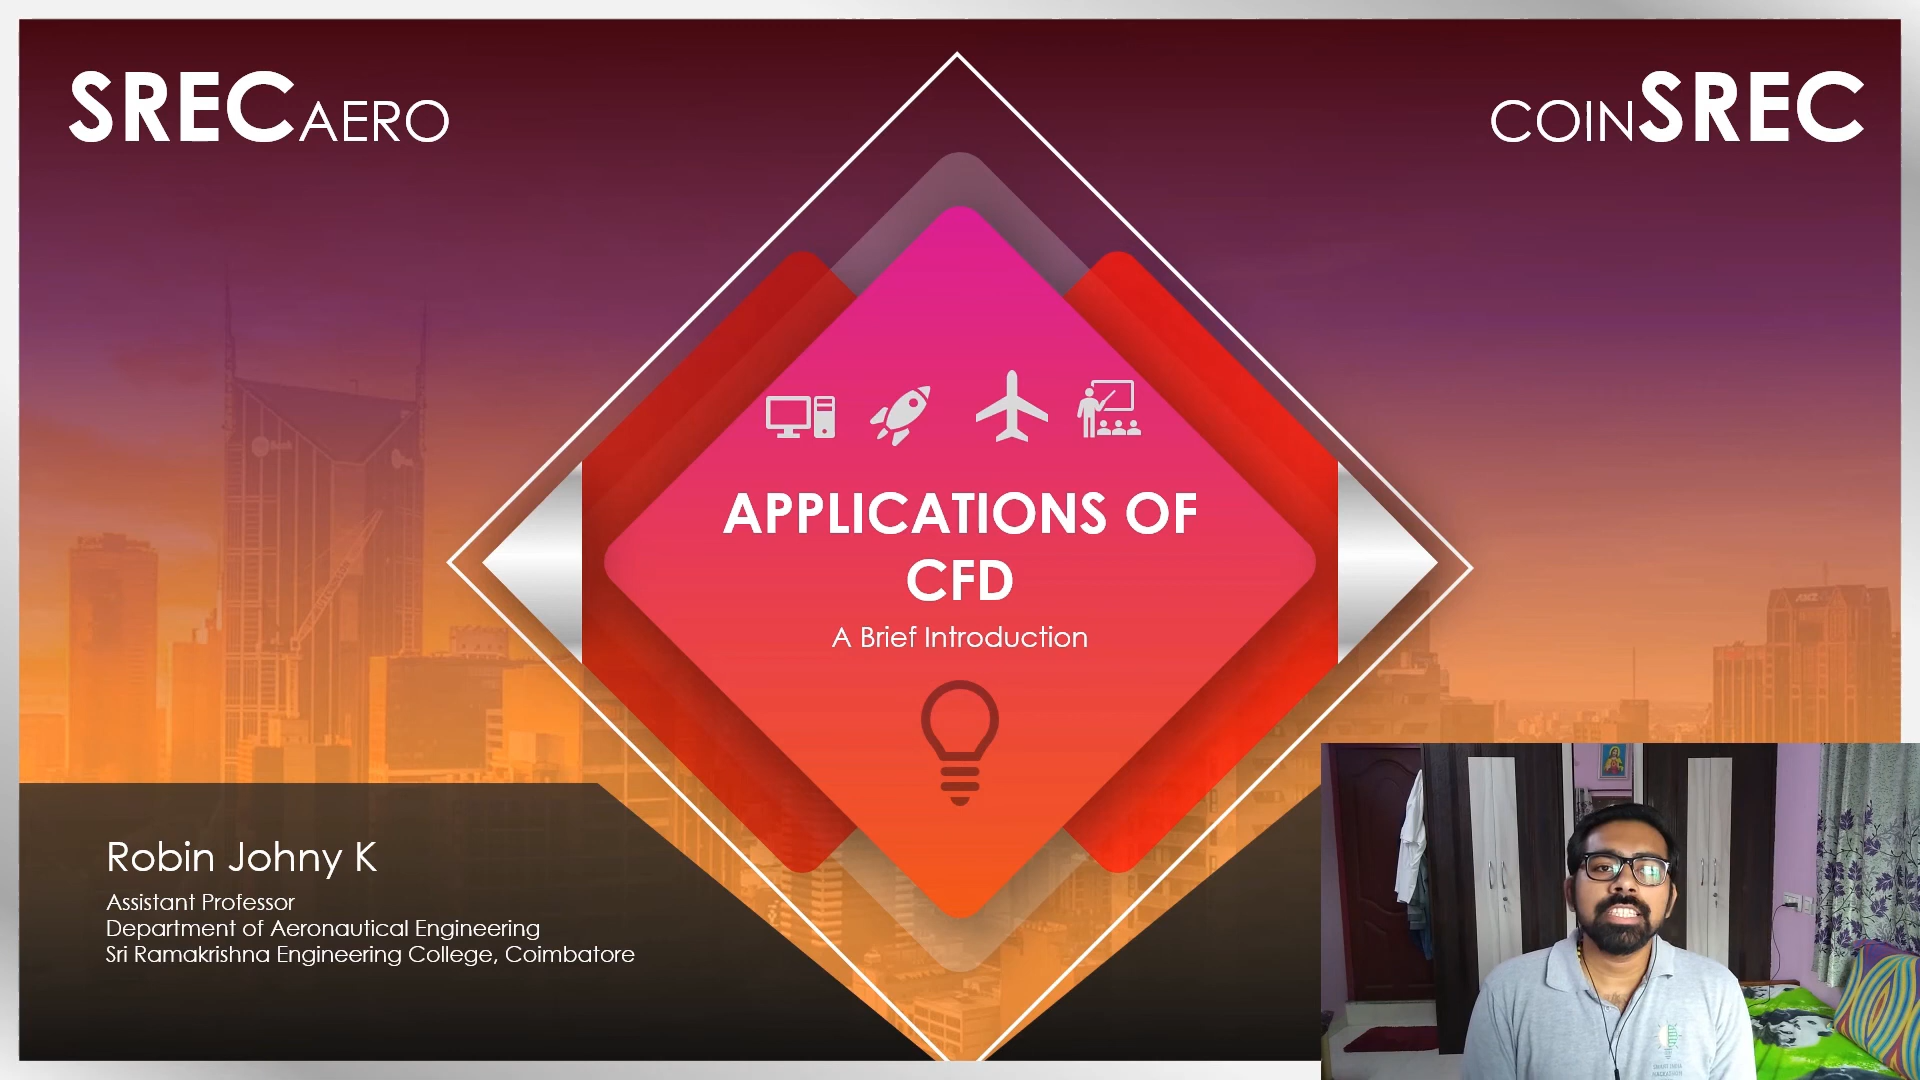 SRECAERO
COINSREC
APPLICATIONS OF
CFD
A Brief Introduction
Robin Johny K
Assistant Professor
Department of Aeronautical Engineering
Sri Ramakrishna Engineering College, Coimbatore